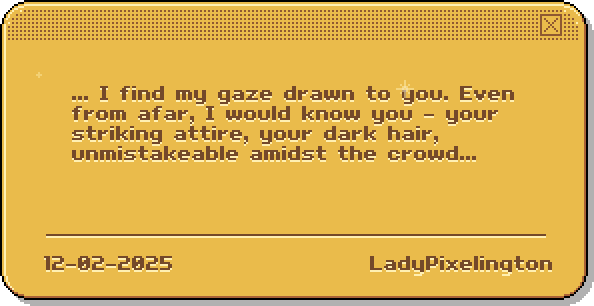 ... I find my gaze drawn to you. Even
from afar, I would know you - your
striking attire, your dark hair,
unmistakeable amidst the crowd...
12-02-2025
LadyPixelington